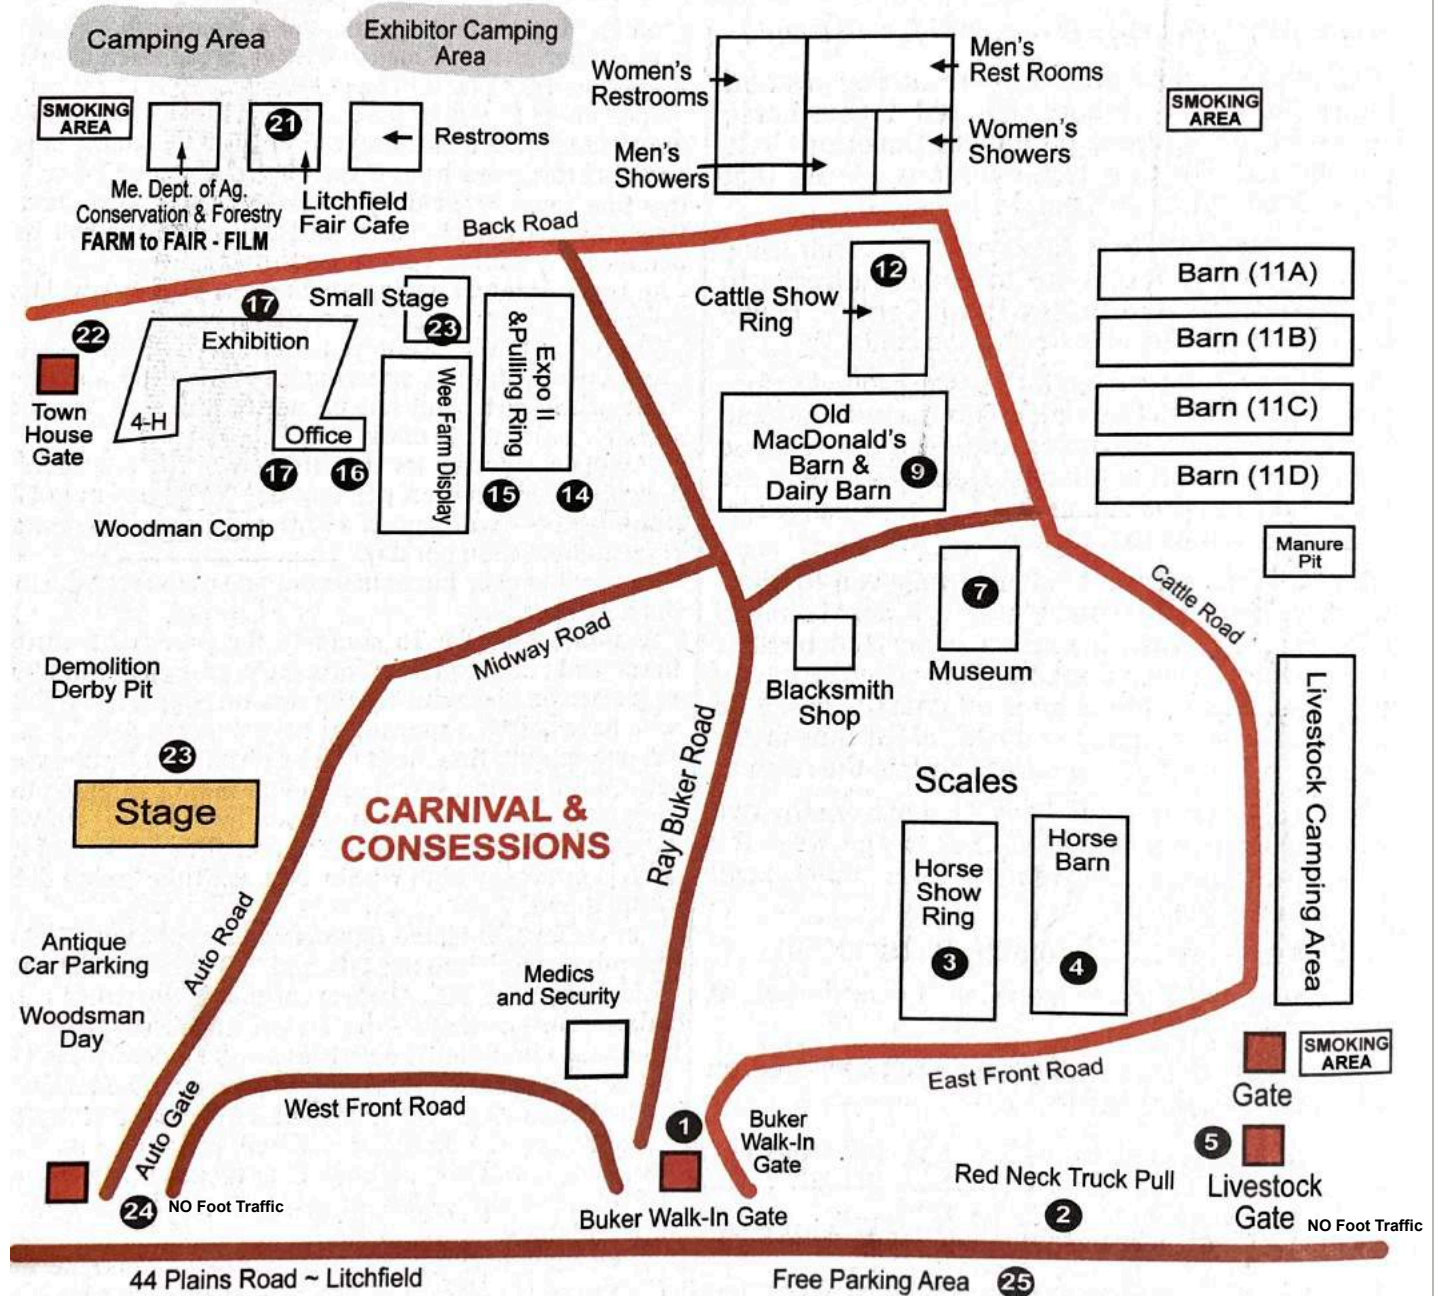 Camping Area
Exhibitor Camping
Area
Women's
Restrooms
Men's
Rest Rooms
Men's
Showers
Women's
Showers
SMOKING
AREA
SMOKING
AREA
21
Restrooms
Me. Dept. of Ag.
Conservation & Forestry
FARM to FAIR - FILM
Litchfield
Fair Cafe
Back Road
12
Cattle Show
Ring
Barn (11A)
Barn (11B)
Barn (11C)
Barn (11D)
17
Small Stage
23
22
Exhibition
Town
House
Gate
4-H
Office
17
16
Wee Farm Display
Expo II
&Pulling Ring
15
14
Old
MacDonald's
Barn &
Dairy Barn
9
Woodman Comp
Manure
Pit
Cattle Road
7
Museum
Midway Road
Blacksmith
Shop
Demolition
Derby Pit
23
Stage
CARNIVAL &
CONSESSIONS
Ray Buker Road
Scales
Horse
Show
Ring
3
Horse
Barn
4
Livestock Camping Area
Auto Road
Antique
Car Parking
Woodsman
Day
Medics
and Security
Gate
SMOKING
AREA
East Front Road
West Front Road
Auto Gate
24
NO Foot Traffic
1
Buker
Walk-In
Gate
Buker Walk-In Gate
Red Neck Truck Pull
2
5
Livestock
Gate
NO Foot Traffic
44 Plains Road ~ Litchfield
Free Parking Area
25